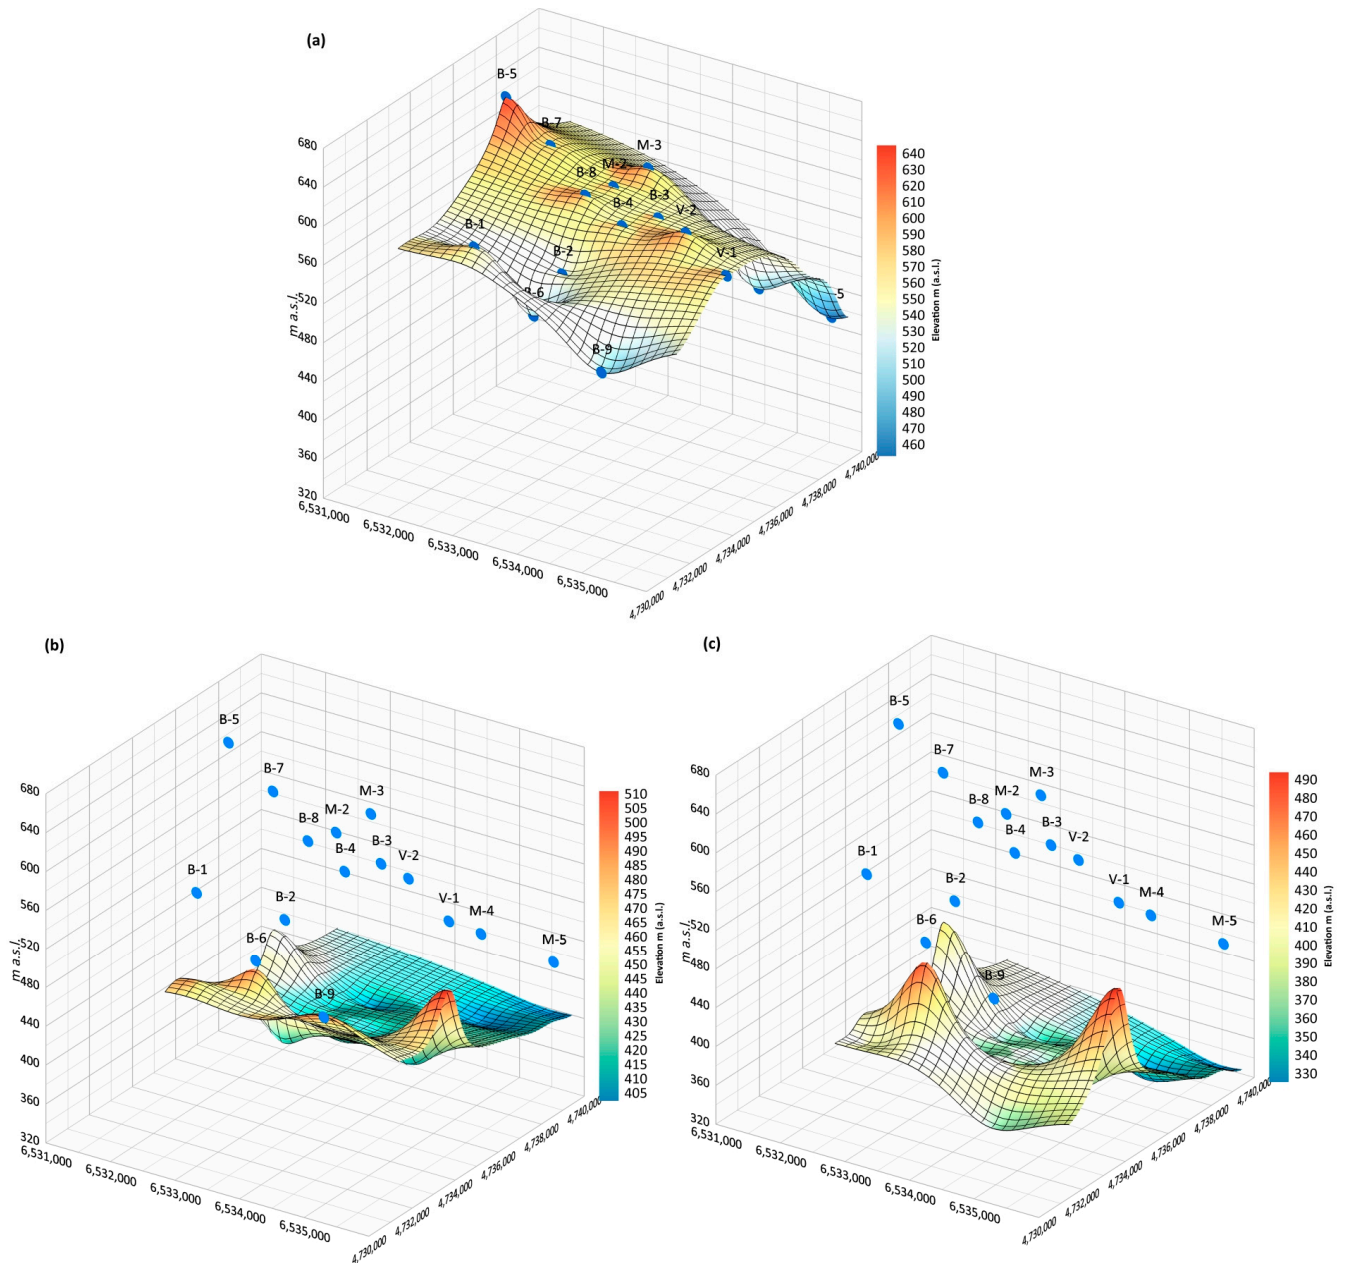 (a)
B-5
B-7
M-3
M-2
B-8
B-3
B-4
V-2
B-1
B-2
V-1
B-6
-5
B-9
680
640
600
560
520
480
440
400
360
320
m a.s.l.
6,531,000
6,532,000
6,533,000
6,534,000
6,535,000
4,730,000
4,732,000
4,734,000
4,736,000
4,738,000
4,740,000
640
630
620
610
600
590
580
570
560
550
540
530
520
510
500
490
480
470
460
Elevation m (a.s.l.)
(b)
B-5
B-7
M-3
M-2
B-8
B-3
B-4
V-2
B-1
B-2
V-1
M-4
B-6
M-5
B-9
680
640
600
560
520
480
440
400
360
320
m a.s.l.
6,531,000
6,532,000
6,533,000
6,534,000
6,535,000
4,730,000
4,732,000
4,734,000
4,736,000
4,738,000
4,740,000
510
505
500
495
490
485
480
475
470
465
460
455
450
445
440
435
430
425
420
415
410
405
Elevation m (a.s.l.)
(c)
B-5
B-7
M-3
M-2
B-8
B-3
B-4
V-2
B-1
B-2
V-1
M-4
B-6
M-5
B-9
680
640
600
560
520
480
440
400
360
320
m a.s.l.
6,531,000
6,532,000
6,533,000
6,534,000
6,535,000
4,730,000
4,732,000
4,734,000
4,736,000
4,738,000
4,740,000
490
480
470
460
450
440
430
420
410
400
390
380
370
360
350
340
330
Elevation m (a.s.l.)